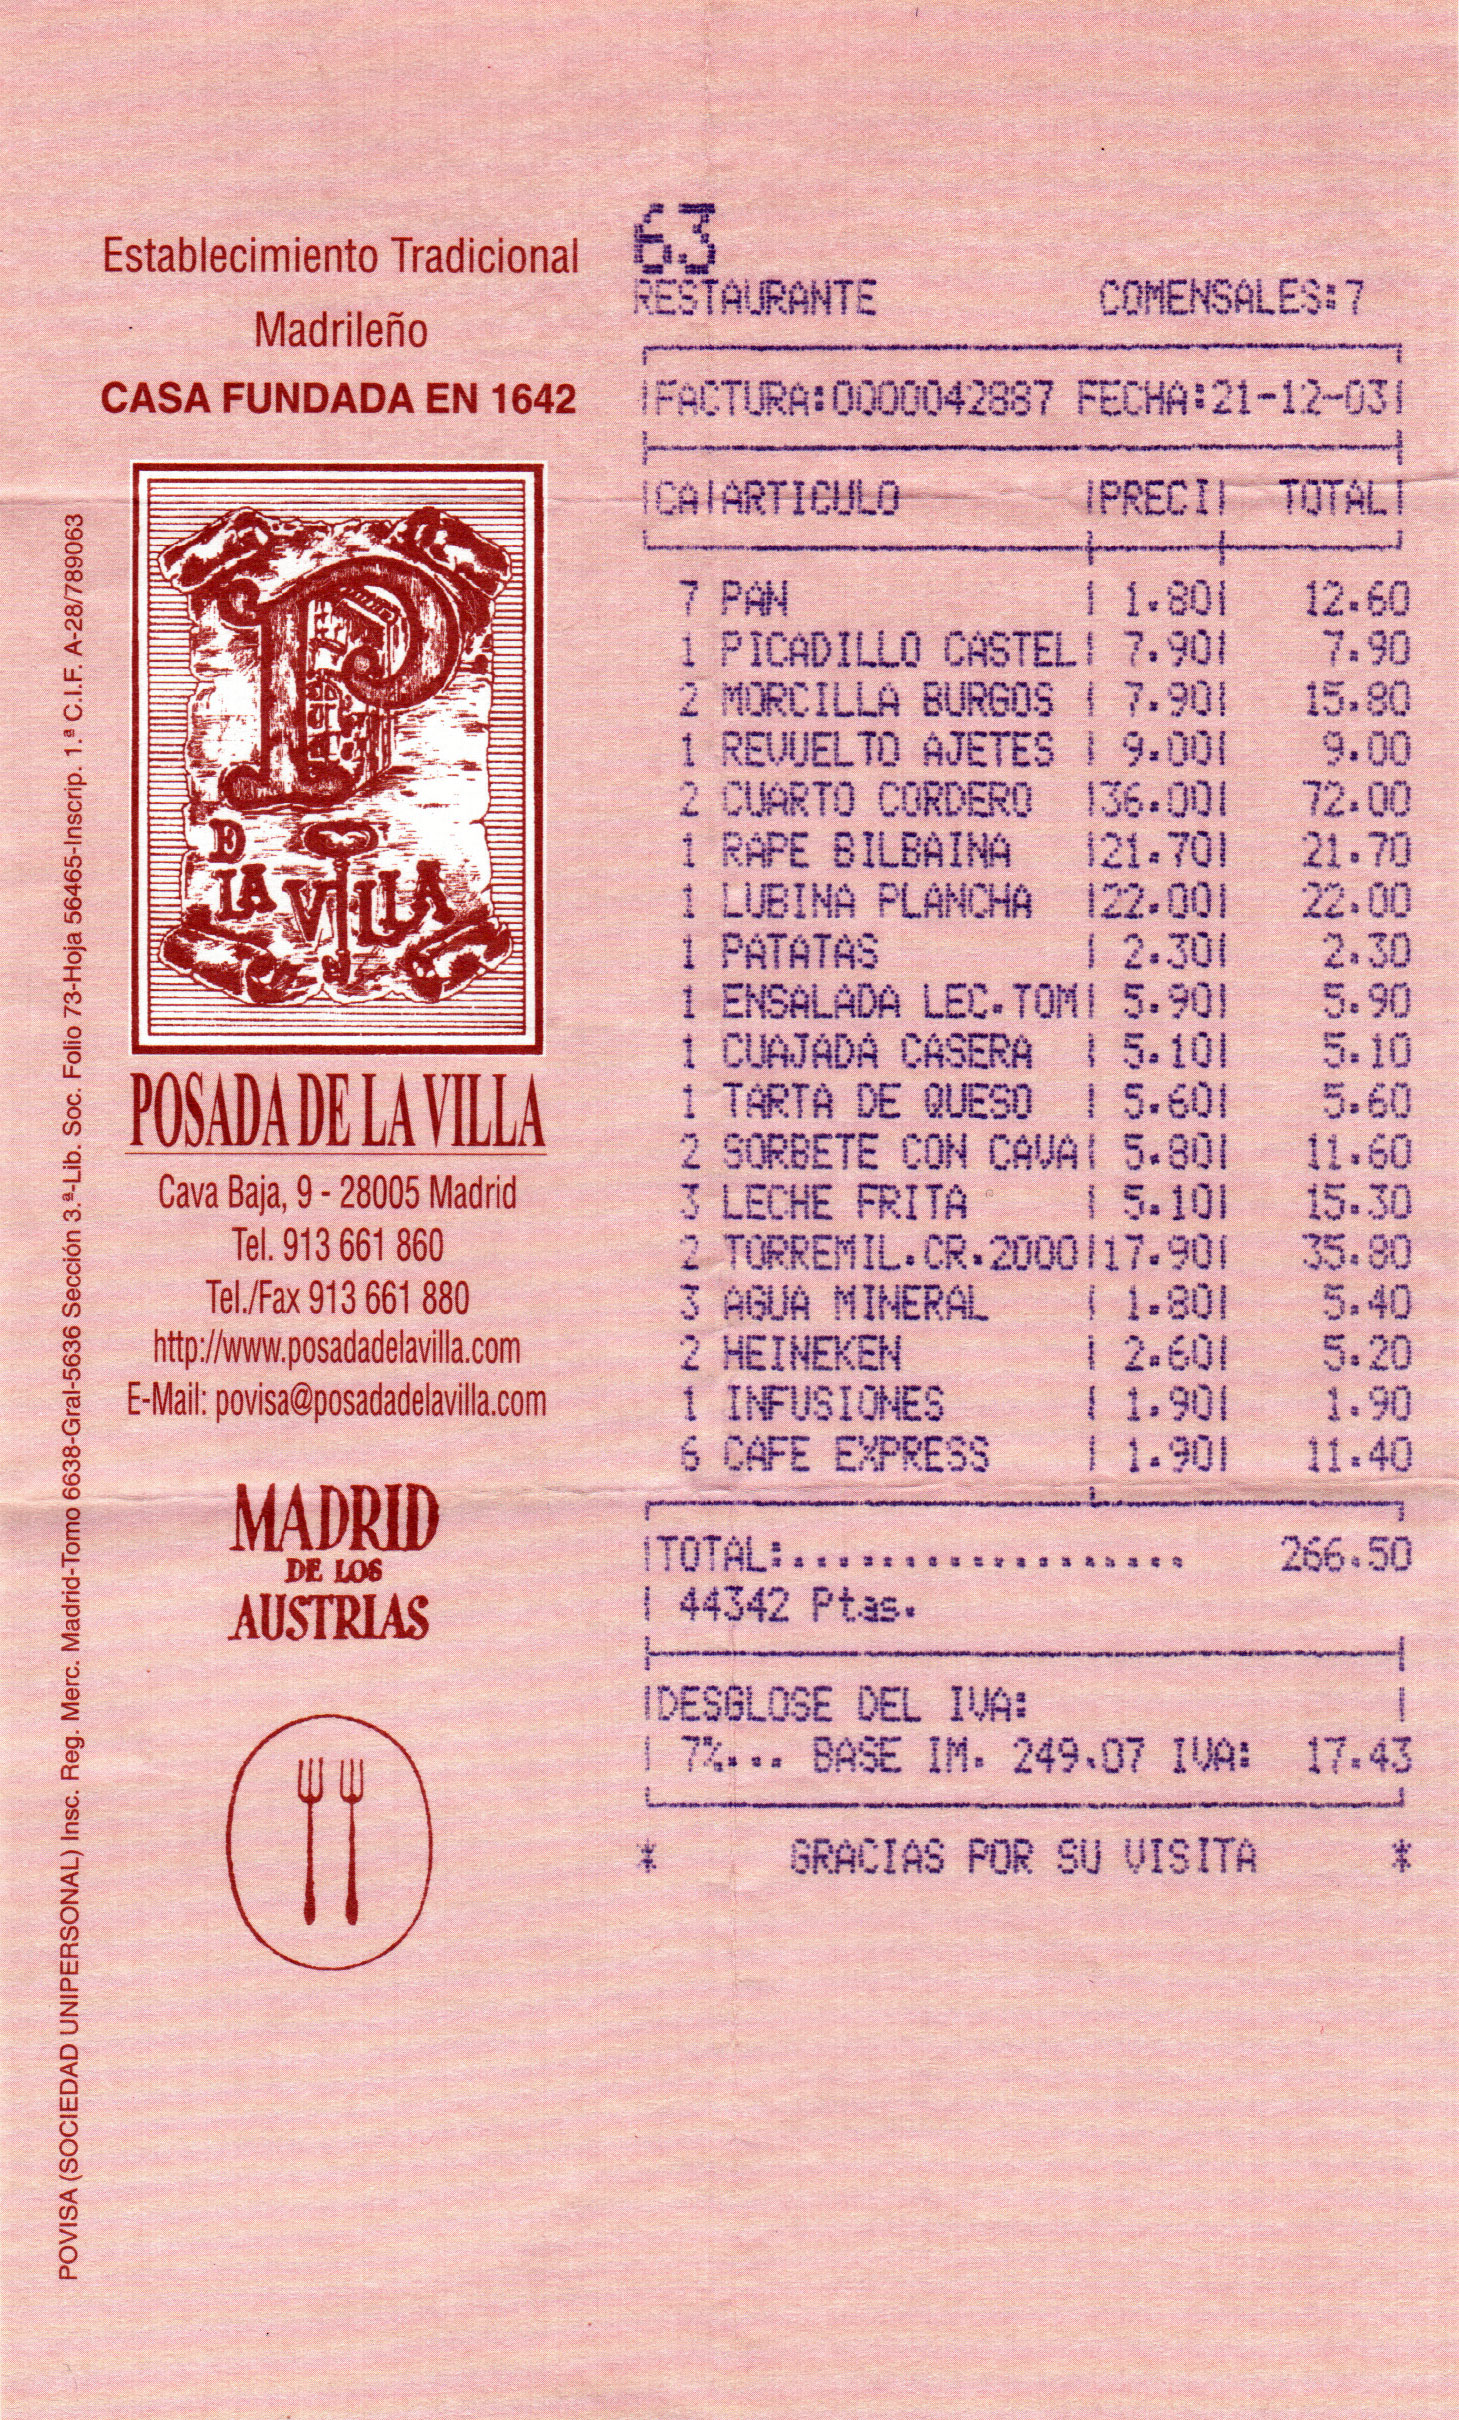 Establecimiento Tradicional
Madrileño
CASA FUNDADA EN 1642
P
D
LA VILLA
POSADA DE LA VILLA
Cava Baja, 9 - 28005 Madrid
Tel. 913 661 860
Tel./Fax 913 661 880
http://www.posadadelavilla.com
E-Mail: povisa@posadadelavilla.com
MADRID
DE LOS
AUSTRIAS
POVISA (SOCIEDAD UNIPERSONAL) Insc. Reg. Merc. Madrid-Tomo 6638-Gral-5636 Sección 3.ª-Lib. Soc. Folio 73-Hoja 56465-Inscrip. 1.ª C.I.F. A-28/789063
63
RESTAURANTE COMENSALES:7
FACTURA:0000042887 FECHA:21-12-03
CA ARTICULO PRECI TOTAL
7 PAN 1.80 12.60
1 PICADILLO CASTEL 7.90 7.90
2 MORCILLA BURGOS 7.90 15.80
1 REVUELTO AJETES 9.00 9.00
2 CUARTO CORDERO 36.00 72.00
1 RAPE BILBAINA 21.70 21.70
1 LUBINA PLANCHA 22.00 22.00
1 PATATAS 2.30 2.30
1 ENSALADA LEC.TOM 5.90 5.90
1 CUAJADA CASERA 5.10 5.10
1 TARTA DE QUESO 5.60 5.60
2 SORBETE CON CAVA 5.80 11.60
3 LECHE FRITA 5.10 15.30
2 TORREMIL.CR.2000 17.90 35.80
3 AGUA MINERAL 1.80 5.40
2 HEINEKEN 2.60 5.20
1 INFUSIONES 1.90 1.90
6 CAFE EXPRESS 1.90 11.40
TOTAL:.................. 266.50
44342 Ptas.
DESGLOSE DEL IVA:
7%... BASE IM. 249.07 IVA: 17.43
* GRACIAS POR SU VISITA *